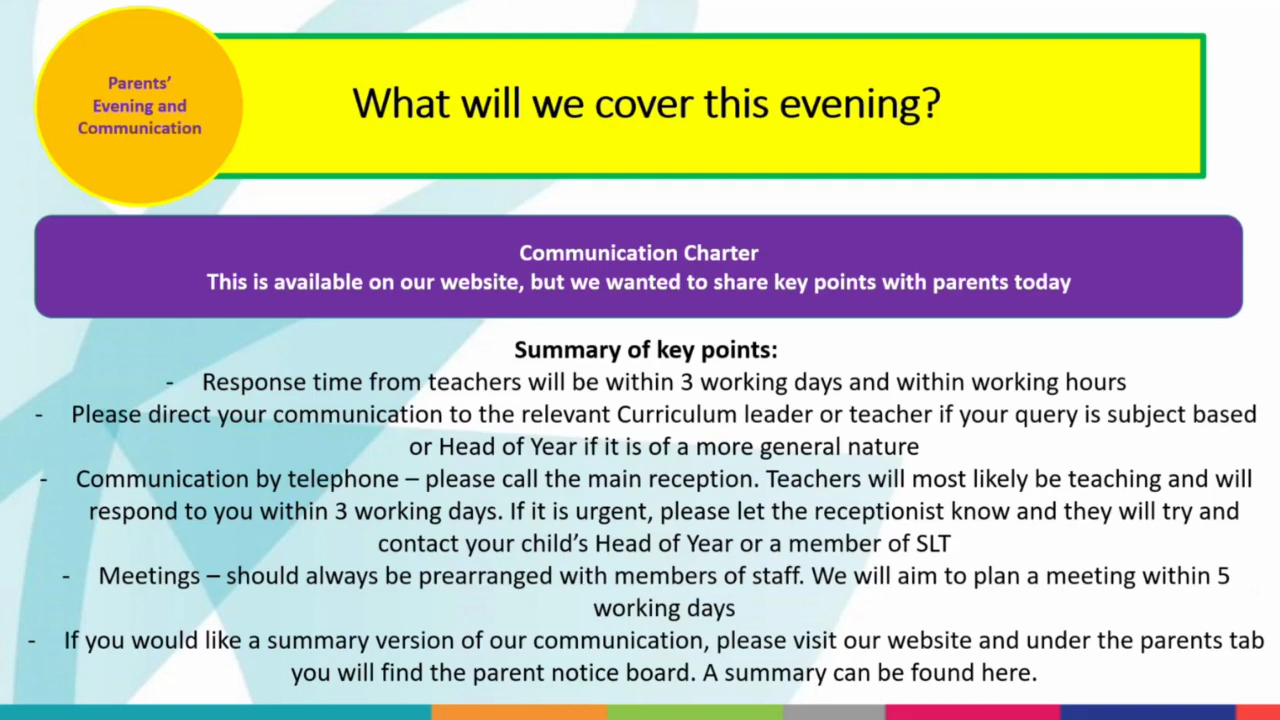 Parents’
Evening and
Communication
What will we cover this evening?
Communication Charter
This is available on our website, but we wanted to share key points with parents today
Summary of key points:
- Response time from teachers will be within 3 working days and within working hours
- Please direct your communication to the relevant Curriculum leader or teacher if your query is subject based
or Head of Year if it is of a more general nature
- Communication by telephone – please call the main reception. Teachers will most likely be teaching and will
respond to you within 3 working days. If it is urgent, please let the receptionist know and they will try and
contact your child’s Head of Year or a member of SLT
- Meetings – should always be prearranged with members of staff. We will aim to plan a meeting within 5
working days
- If you would like a summary version of our communication, please visit our website and under the parents tab
you will find the parent notice board. A summary can be found here.